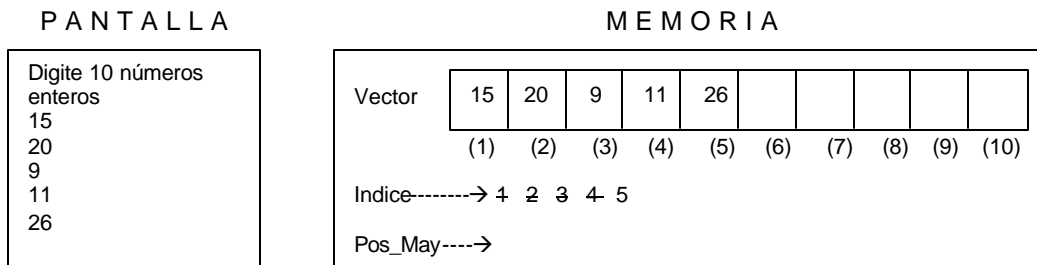 P A N T A L L A
M E M O R I A
Digite 10 números
enteros
15
20
9
11
26
Vector 15 20 9 11 26
(1) (2) (3) (4) (5) (6) (7) (8) (9) (10)
Indice--------→ 1 2 3 4 5
Pos_May----→